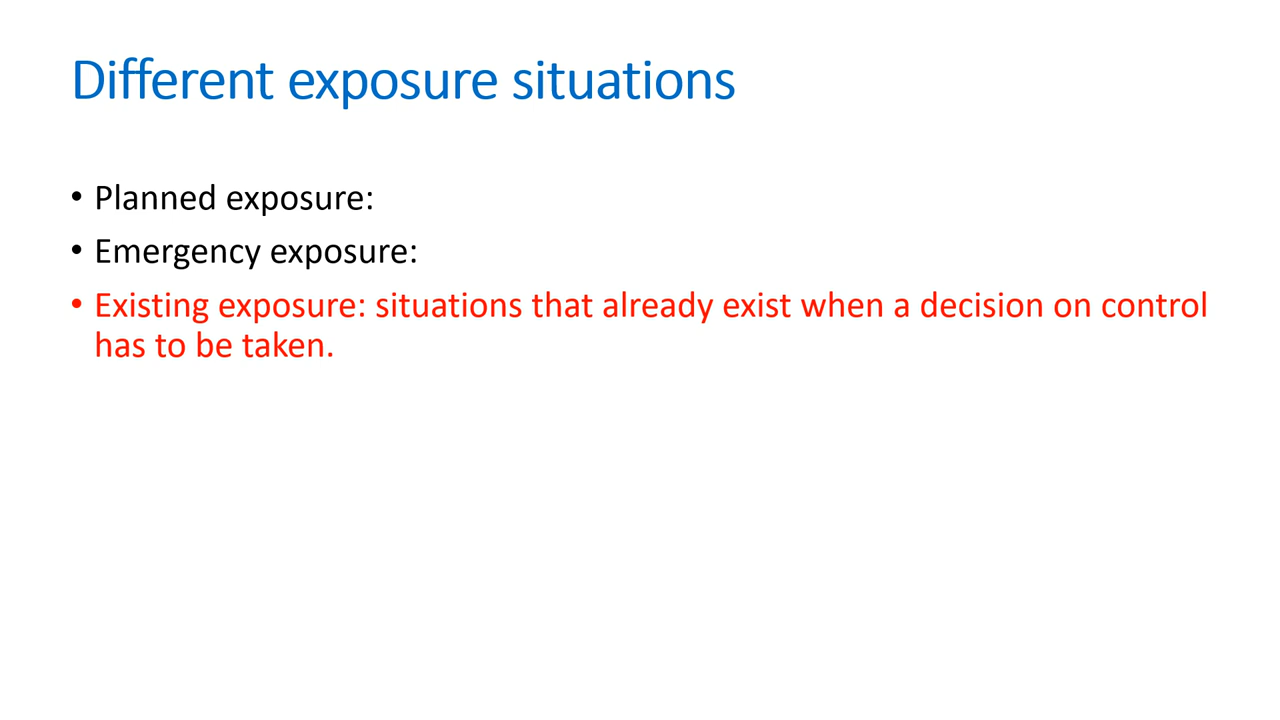 Different exposure situations
• Planned exposure:
• Emergency exposure:
• Existing exposure: situations that already exist when a decision on control
has to be taken.